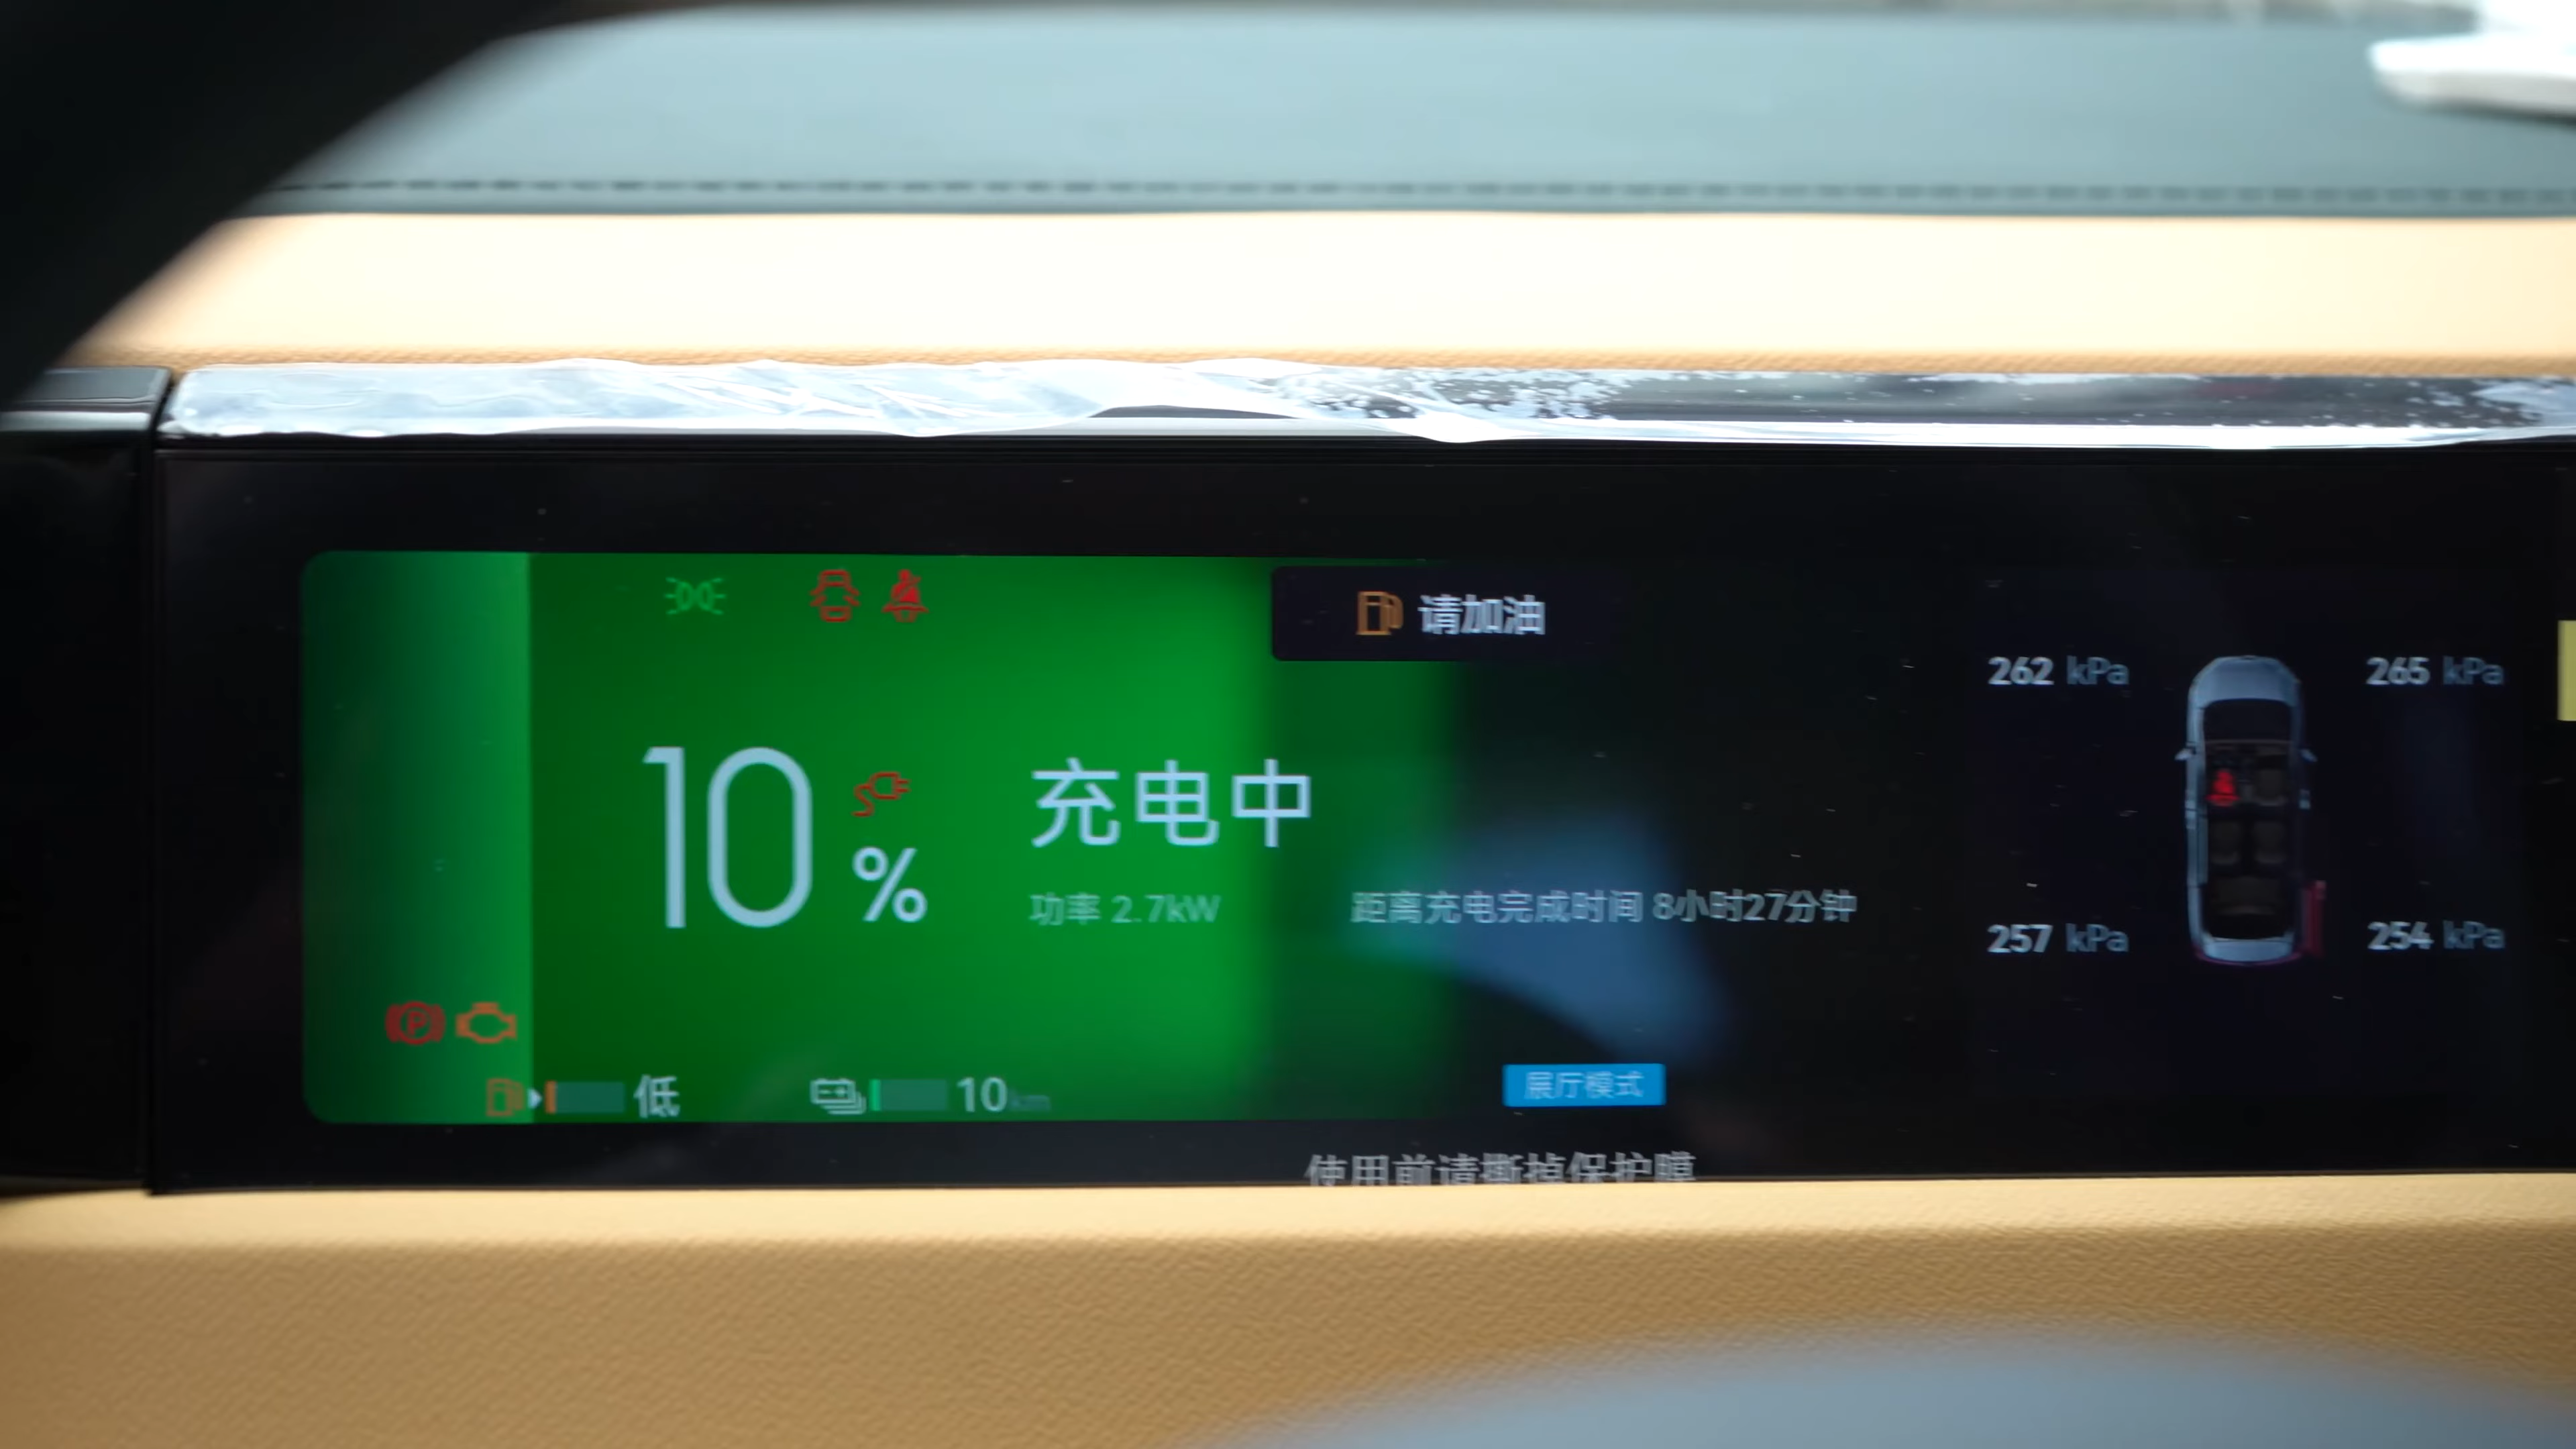 请加油
262 kPa
265 kPa
10 %
充电中
功率 2.7kW
距离充电完成时间 8小时27分钟
257 kPa
254 kPa
低
10 km
展厅模式
使用前请撕掉保护膜